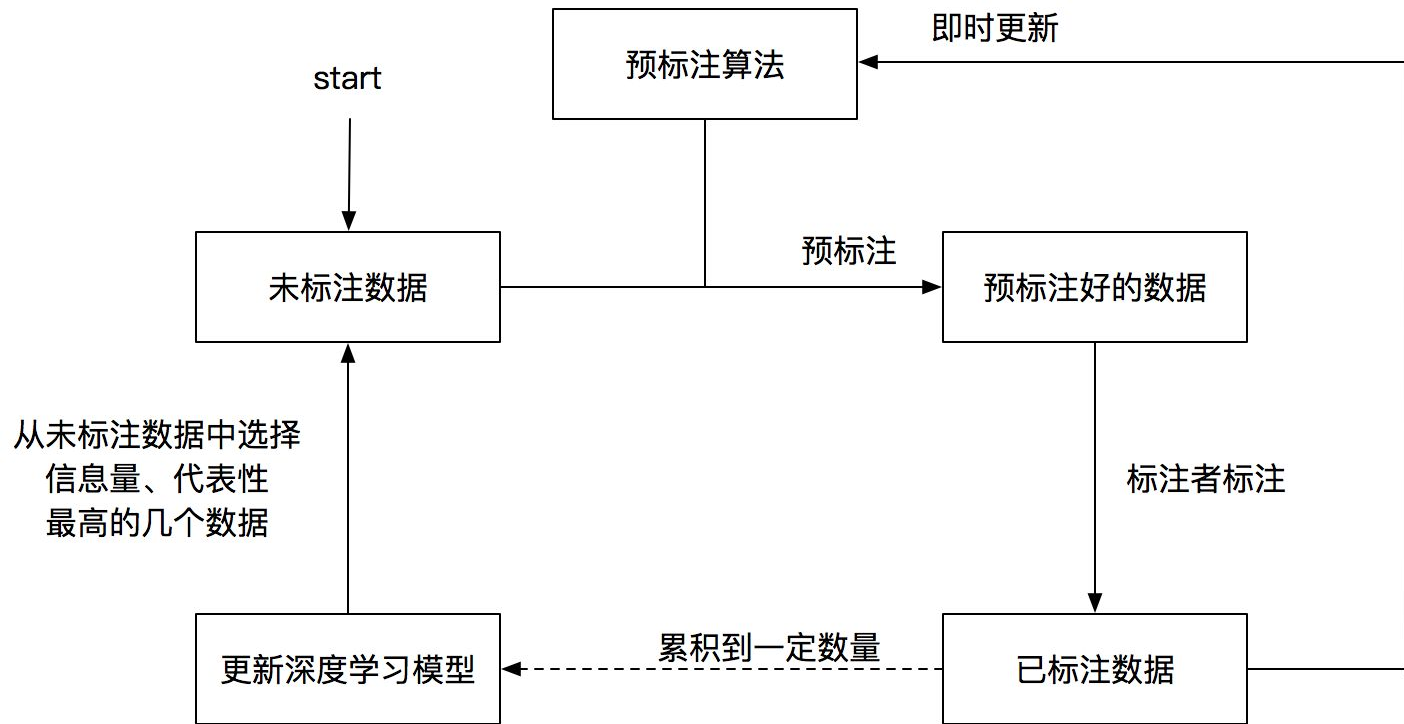 即时更新
预标注算法
start
预标注
未标注数据
预标注好的数据
从未标注数据中选择
信息量、代表性
最高的几个数据
标注者标注
累积到一定数量
更新深度学习模型
已标注数据